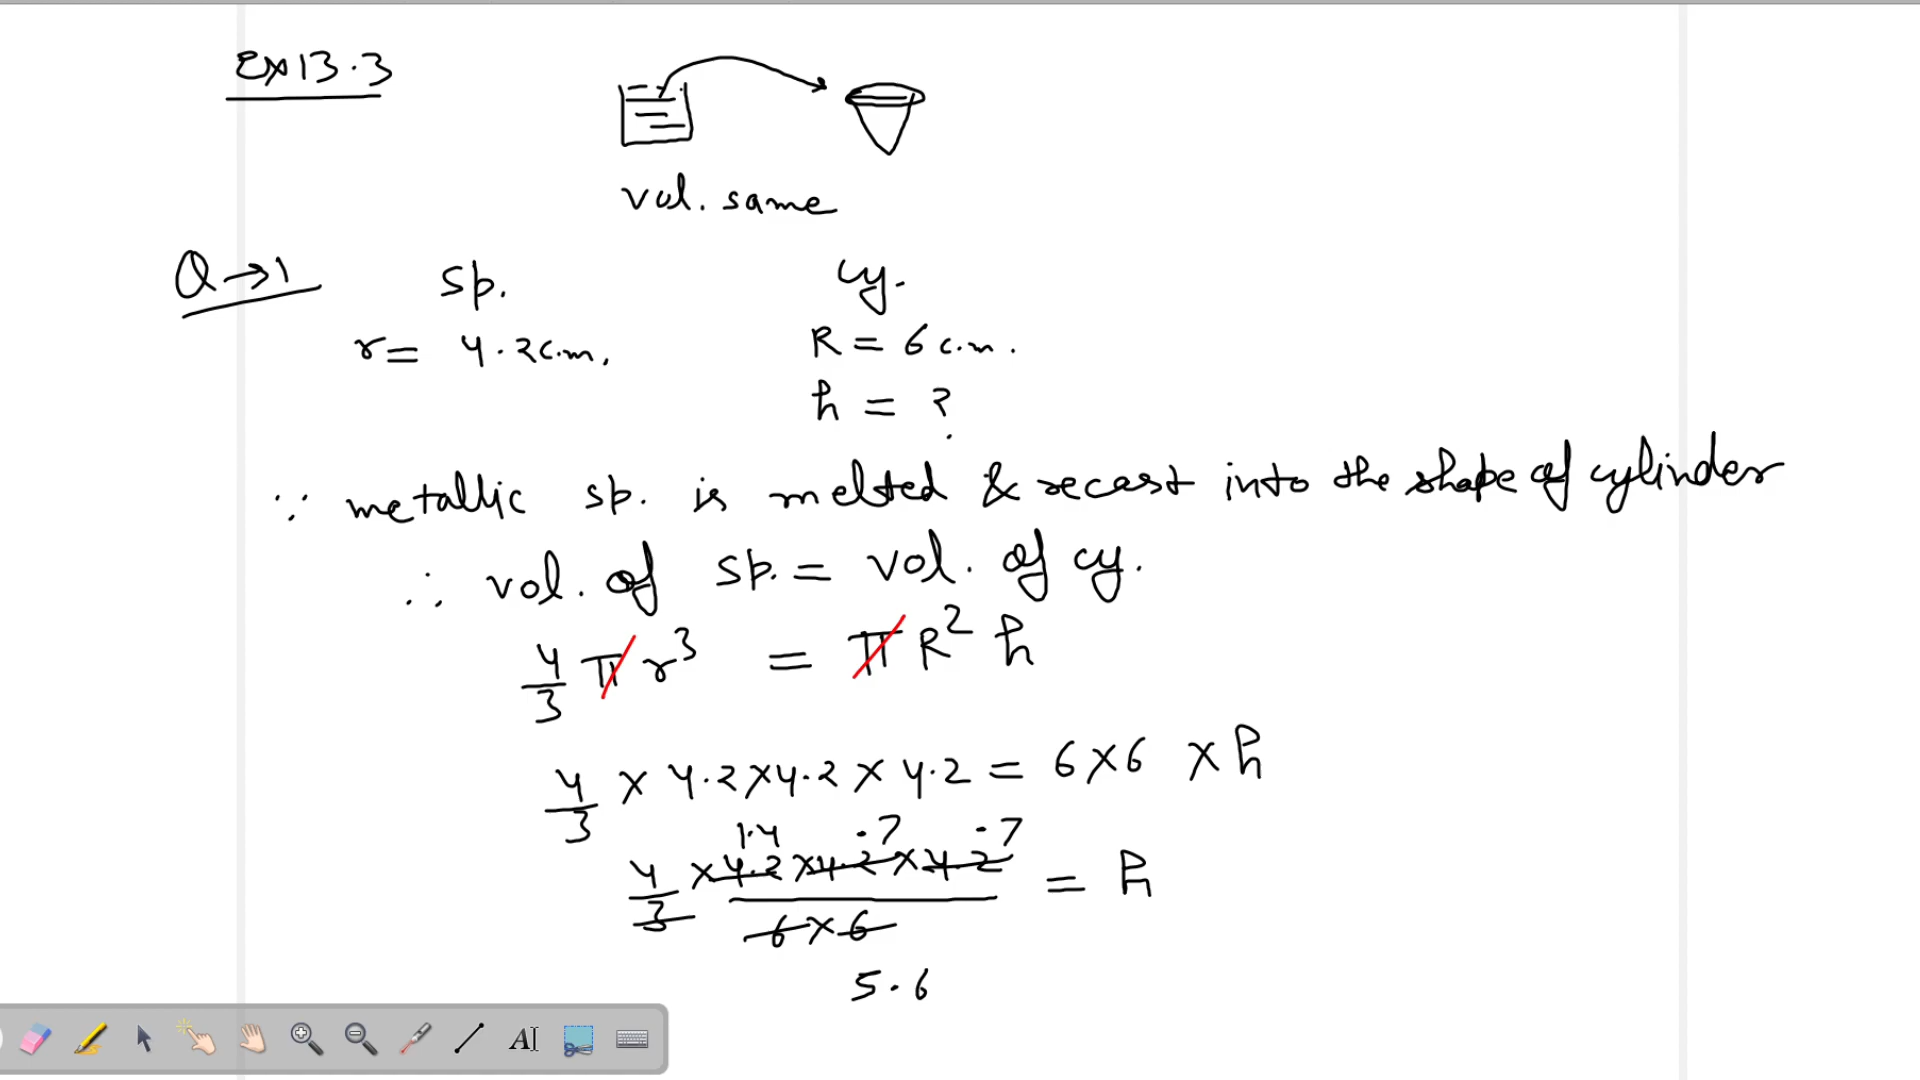 Ex 13.3
vol. same
Q→1 sp. cy.
r = 4.2 c.m. R = 6 c.m.
h = ?
∵ metallic sp. is melted & recast into the shape of cylinder
∴ vol. of sp. = vol. of cy.
4/3 π r³ = π R² h
4/3 × 4.2 × 4.2 × 4.2 = 6 × 6 × h
1.4 .7 .7
4/3 × 4.2 × 4.2 × 4.2 / 6 × 6 = h
5.6
AI